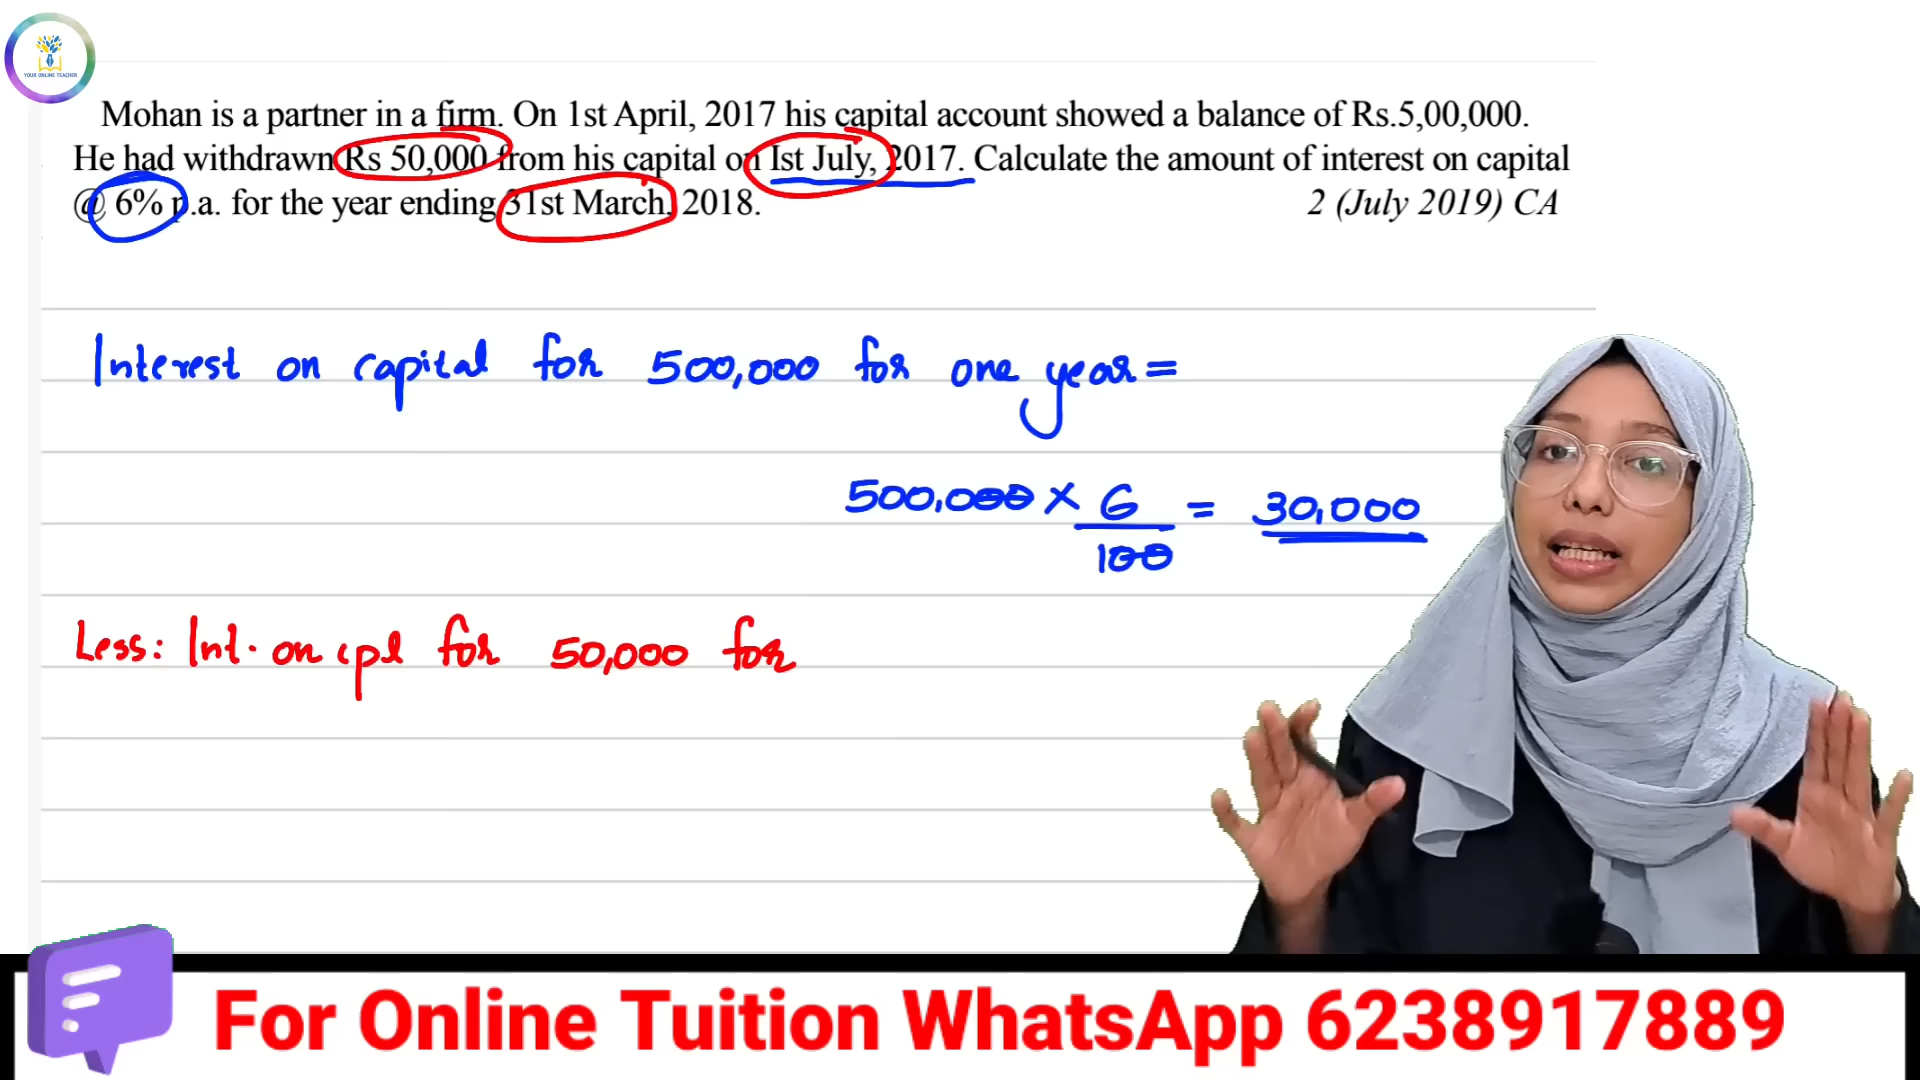 YOUR ONLINE TEACHER
Mohan is a partner in a firm. On 1st April, 2017 his capital account showed a balance of Rs.5,00,000.
He had withdrawn Rs 50,000 from his capital on Ist July, 2017. Calculate the amount of interest on capital
@ 6% p.a. for the year ending 31st March, 2018. 2 (July 2019) CA
Interest on capital for 500,000 for one year =
500,000 × 6/100 = 30,000
Less: Int. on cpl for 50,000 for
For Online Tuition WhatsApp 6238917889